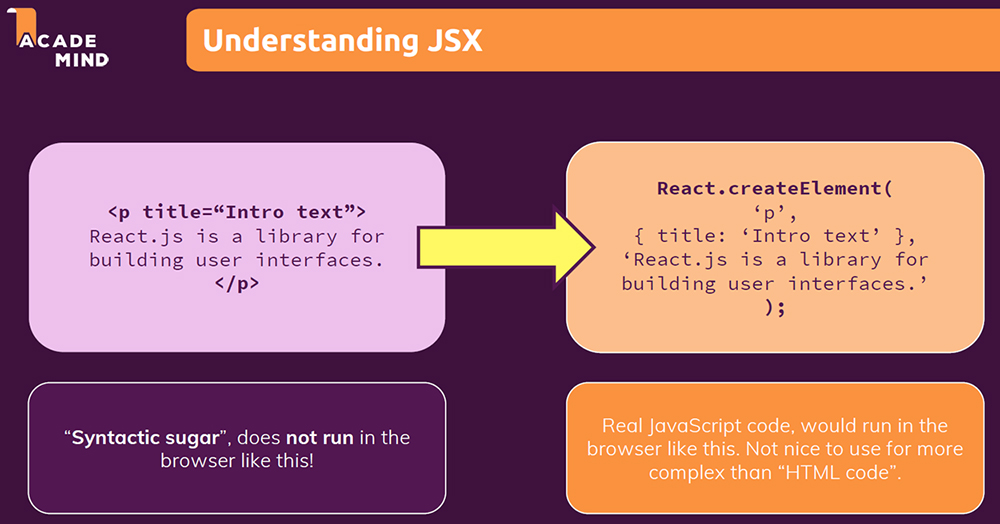 ACADE
MIND
Understanding JSX
<p title=“Intro text”>
React.js is a library for
building user interfaces.
</p>
React.createElement(
‘p’,
{ title: ‘Intro text’ },
‘React.js is a library for
building user interfaces.’
);
“Syntactic sugar”, does not run in the
browser like this!
Real JavaScript code, would run in the
browser like this. Not nice to use for more
complex than “HTML code”.